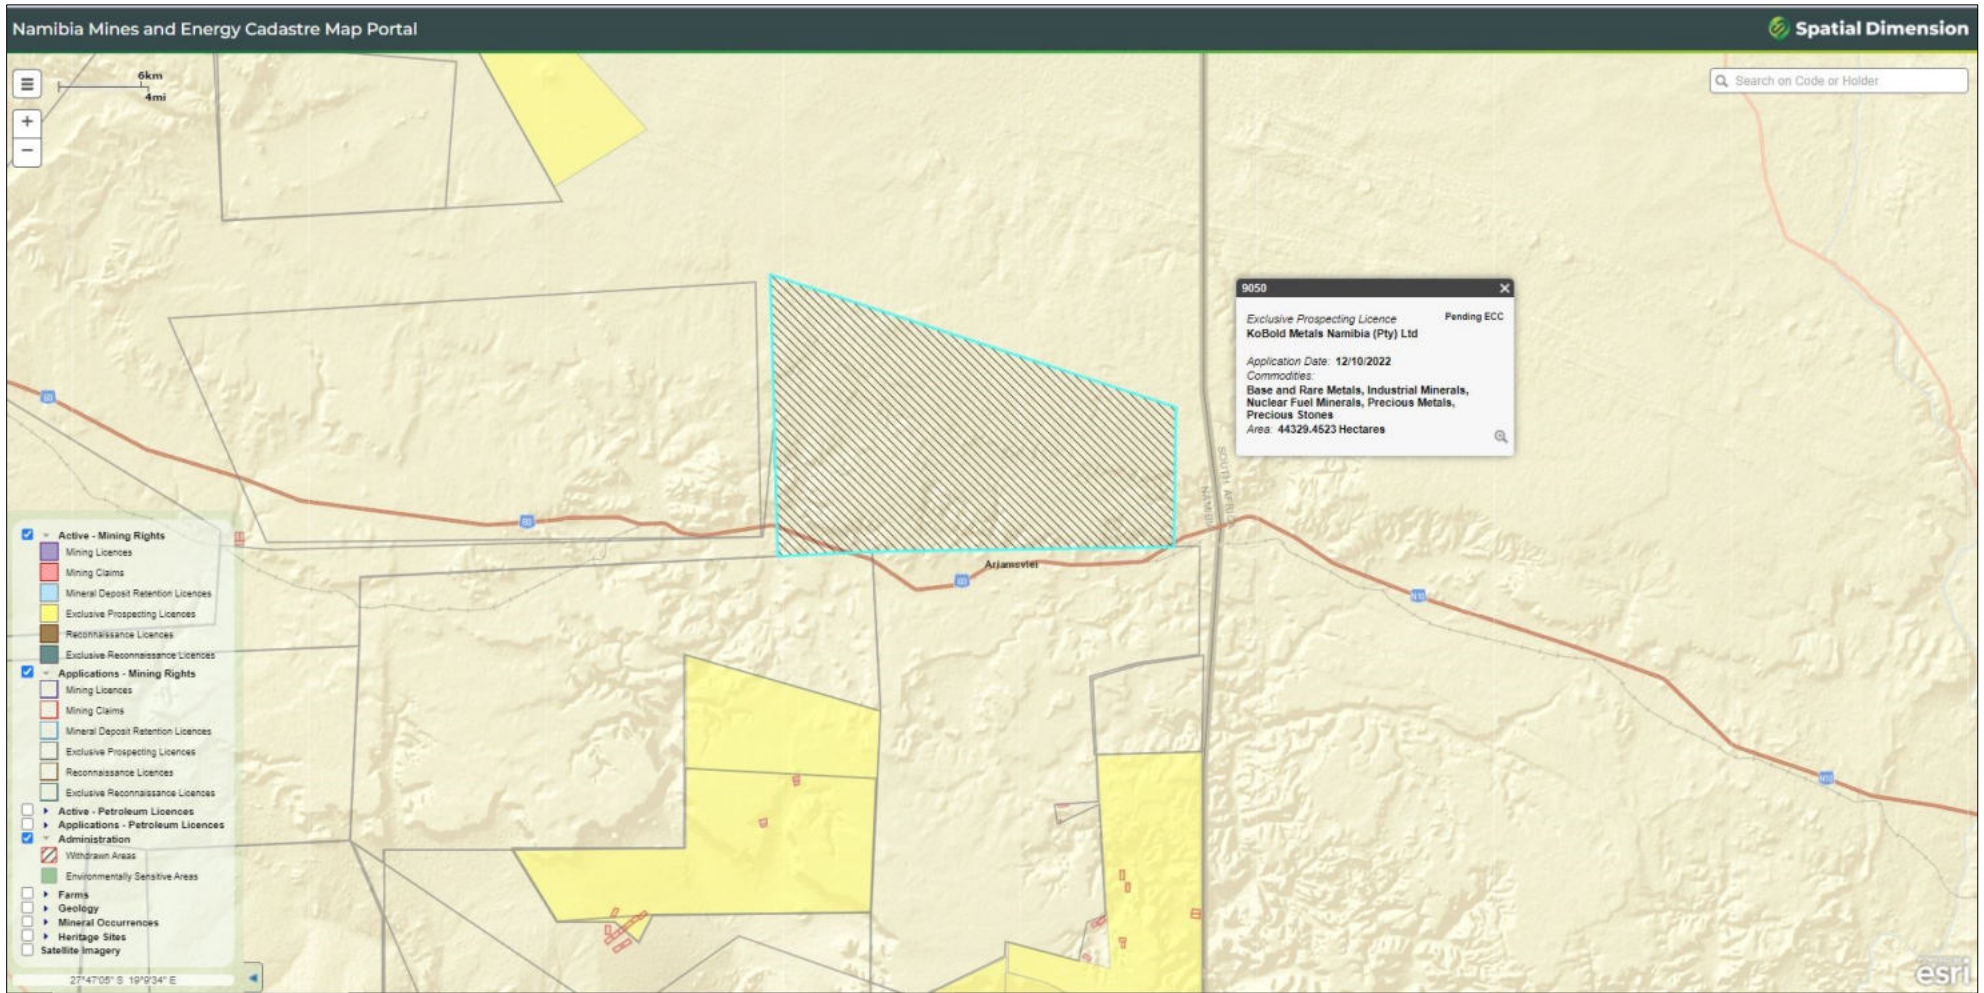 Namibia Mines and Energy Cadastre Map Portal
Spatial Dimension
6km
4mi
+
−
Search on Code or Holder
9050
Exclusive Prospecting Licence Pending ECC
KoBold Metals Namibia (Pty) Ltd
Application Date: 12/10/2022
Commodities:
Base and Rare Metals, Industrial Minerals,
Nuclear Fuel Minerals, Precious Metals,
Precious Stones
Area: 44329.4523 Hectares
SOUTH AFRICA
Ariamsvlei
N10
N10
Active - Mining Rights
Mining Licences
Mining Claims
Mineral Deposit Retention Licences
Exclusive Prospecting Licences
Reconnaissance Licences
Exclusive Reconnaissance Licences
Applications - Mining Rights
Mining Licences
Mining Claims
Mineral Deposit Retention Licences
Exclusive Prospecting Licences
Reconnaissance Licences
Exclusive Reconnaissance Licences
Active - Petroleum Licences
Applications - Petroleum Licences
Administration
Withdrawn Areas
Environmentally Sensitive Areas
Farms
Geology
Mineral Occurrences
Heritage Sites
Satellite Imagery
27°47'05" S 19°9'34" E
esri